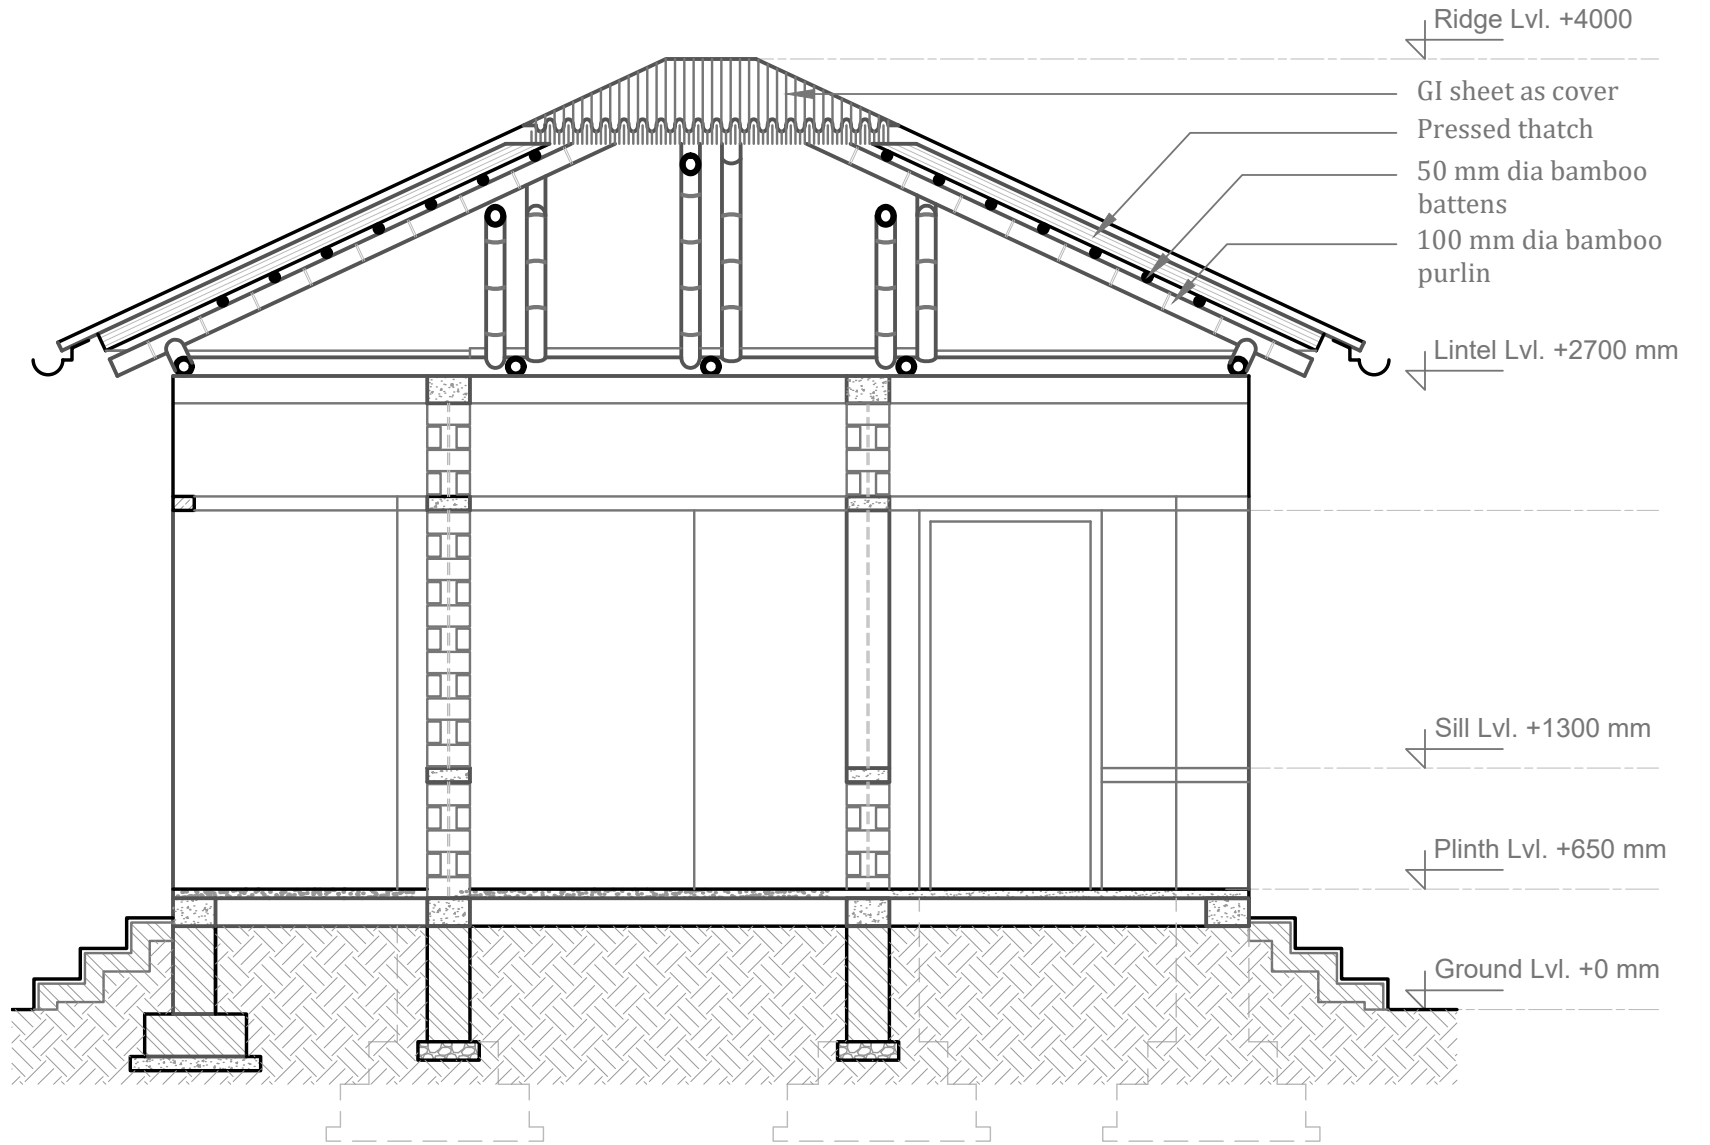 Ridge Lvl. +4000
GI sheet as cover
Pressed thatch
50 mm dia bamboo
battens
100 mm dia bamboo
purlin
Lintel Lvl. +2700 mm
Sill Lvl. +1300 mm
Plinth Lvl. +650 mm
Ground Lvl. +0 mm